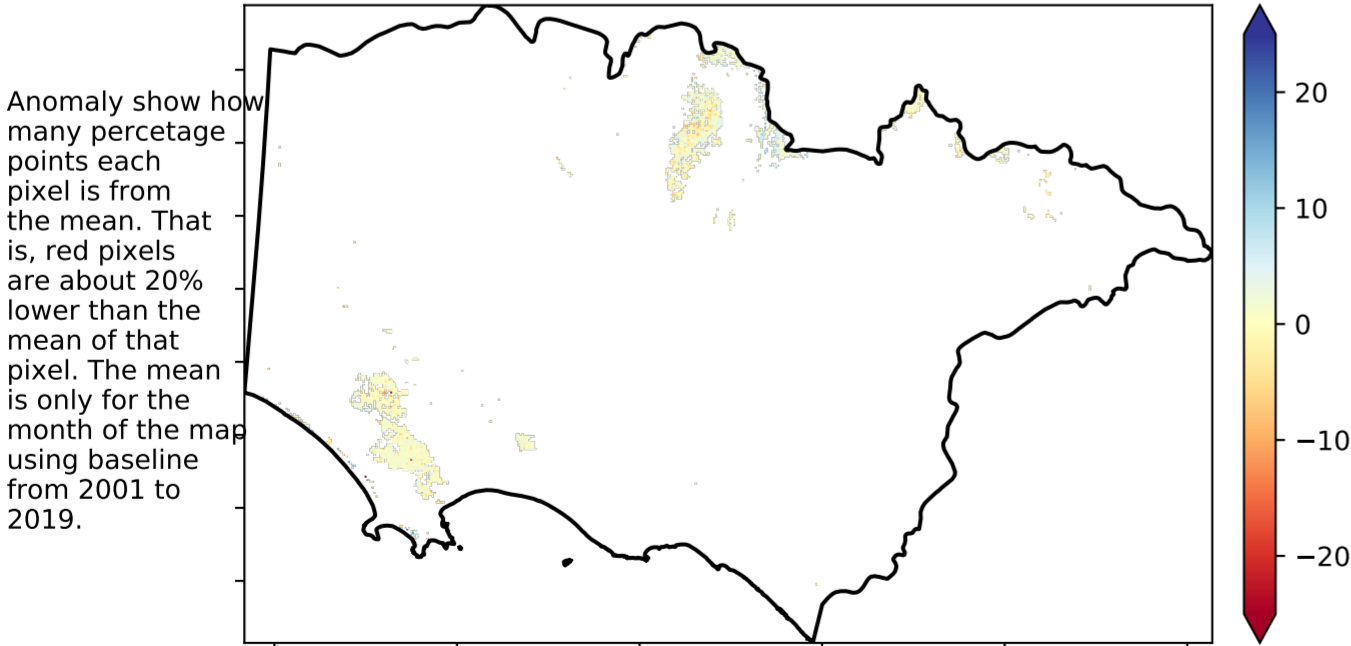 Anomaly show how
many percetage
points each
pixel is from
the mean. That
is, red pixels
are about 20%
lower than the
mean of that
pixel. The mean
is only for the
month of the map
using baseline
from 2001 to
2019.
20
10
0
−10
−20